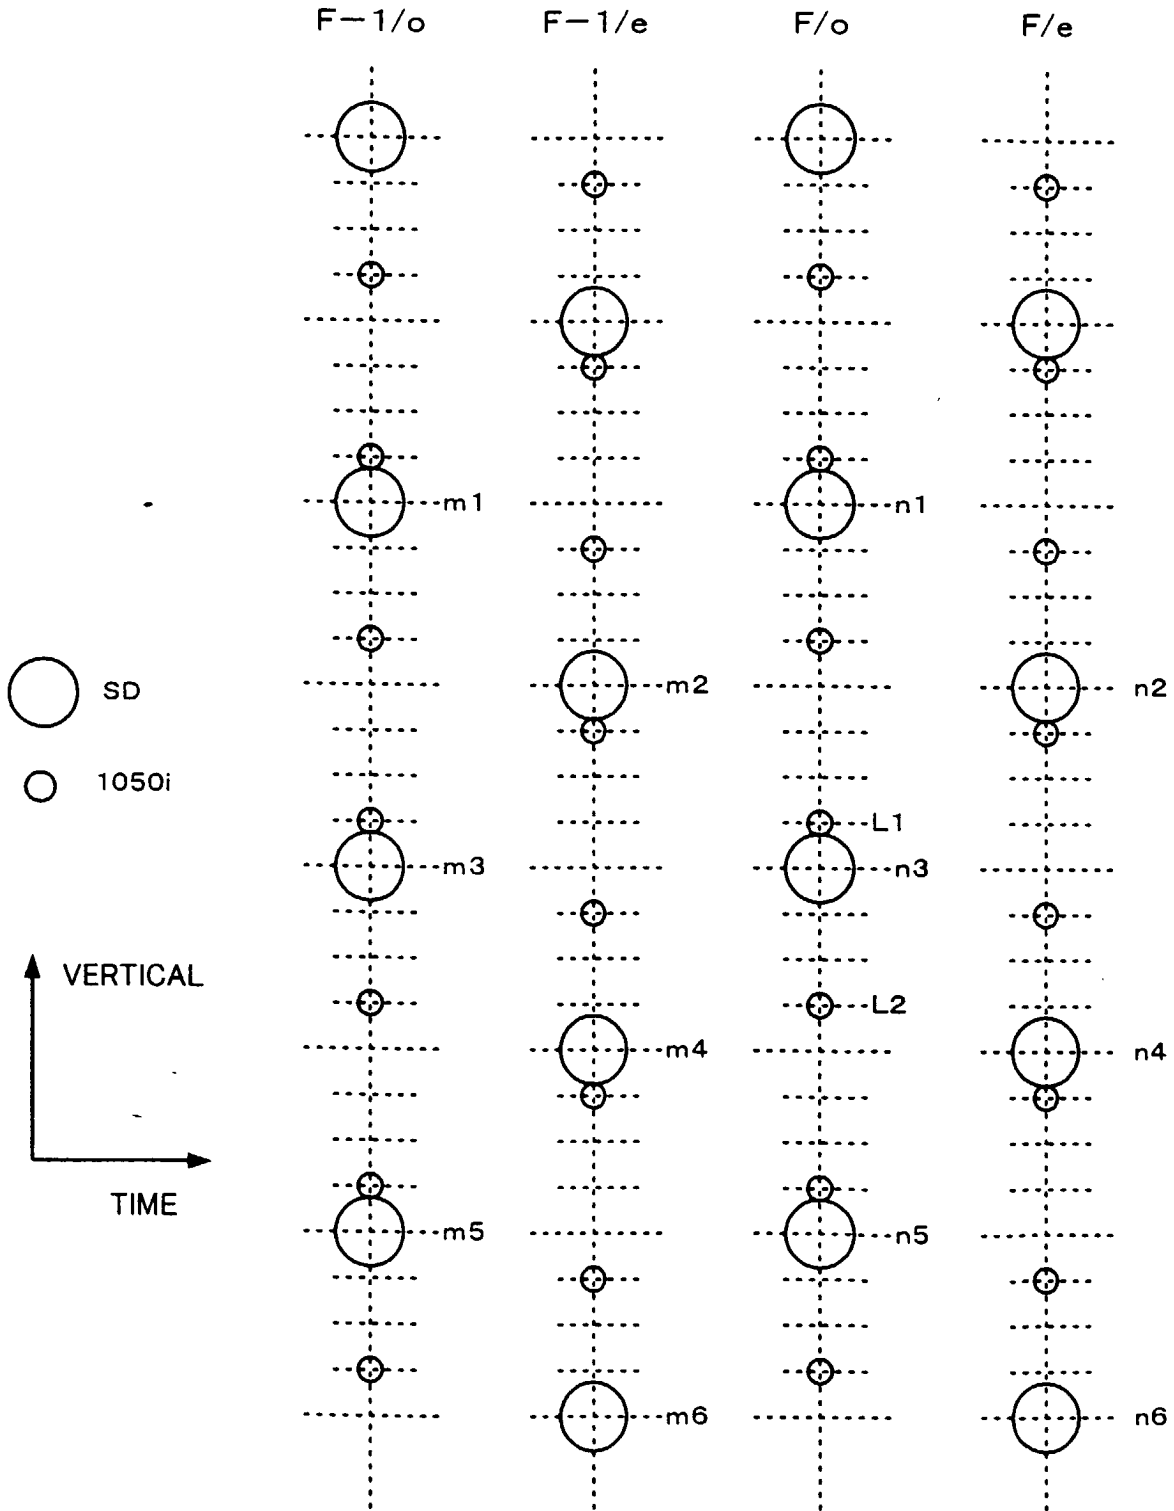 F-1/o F-1/e F/o F/e
m1 n1
SD m2 n2
1050i
L1
m3 n3
VERTICAL L2
m4 n4
TIME
m5 n5
m6 n6